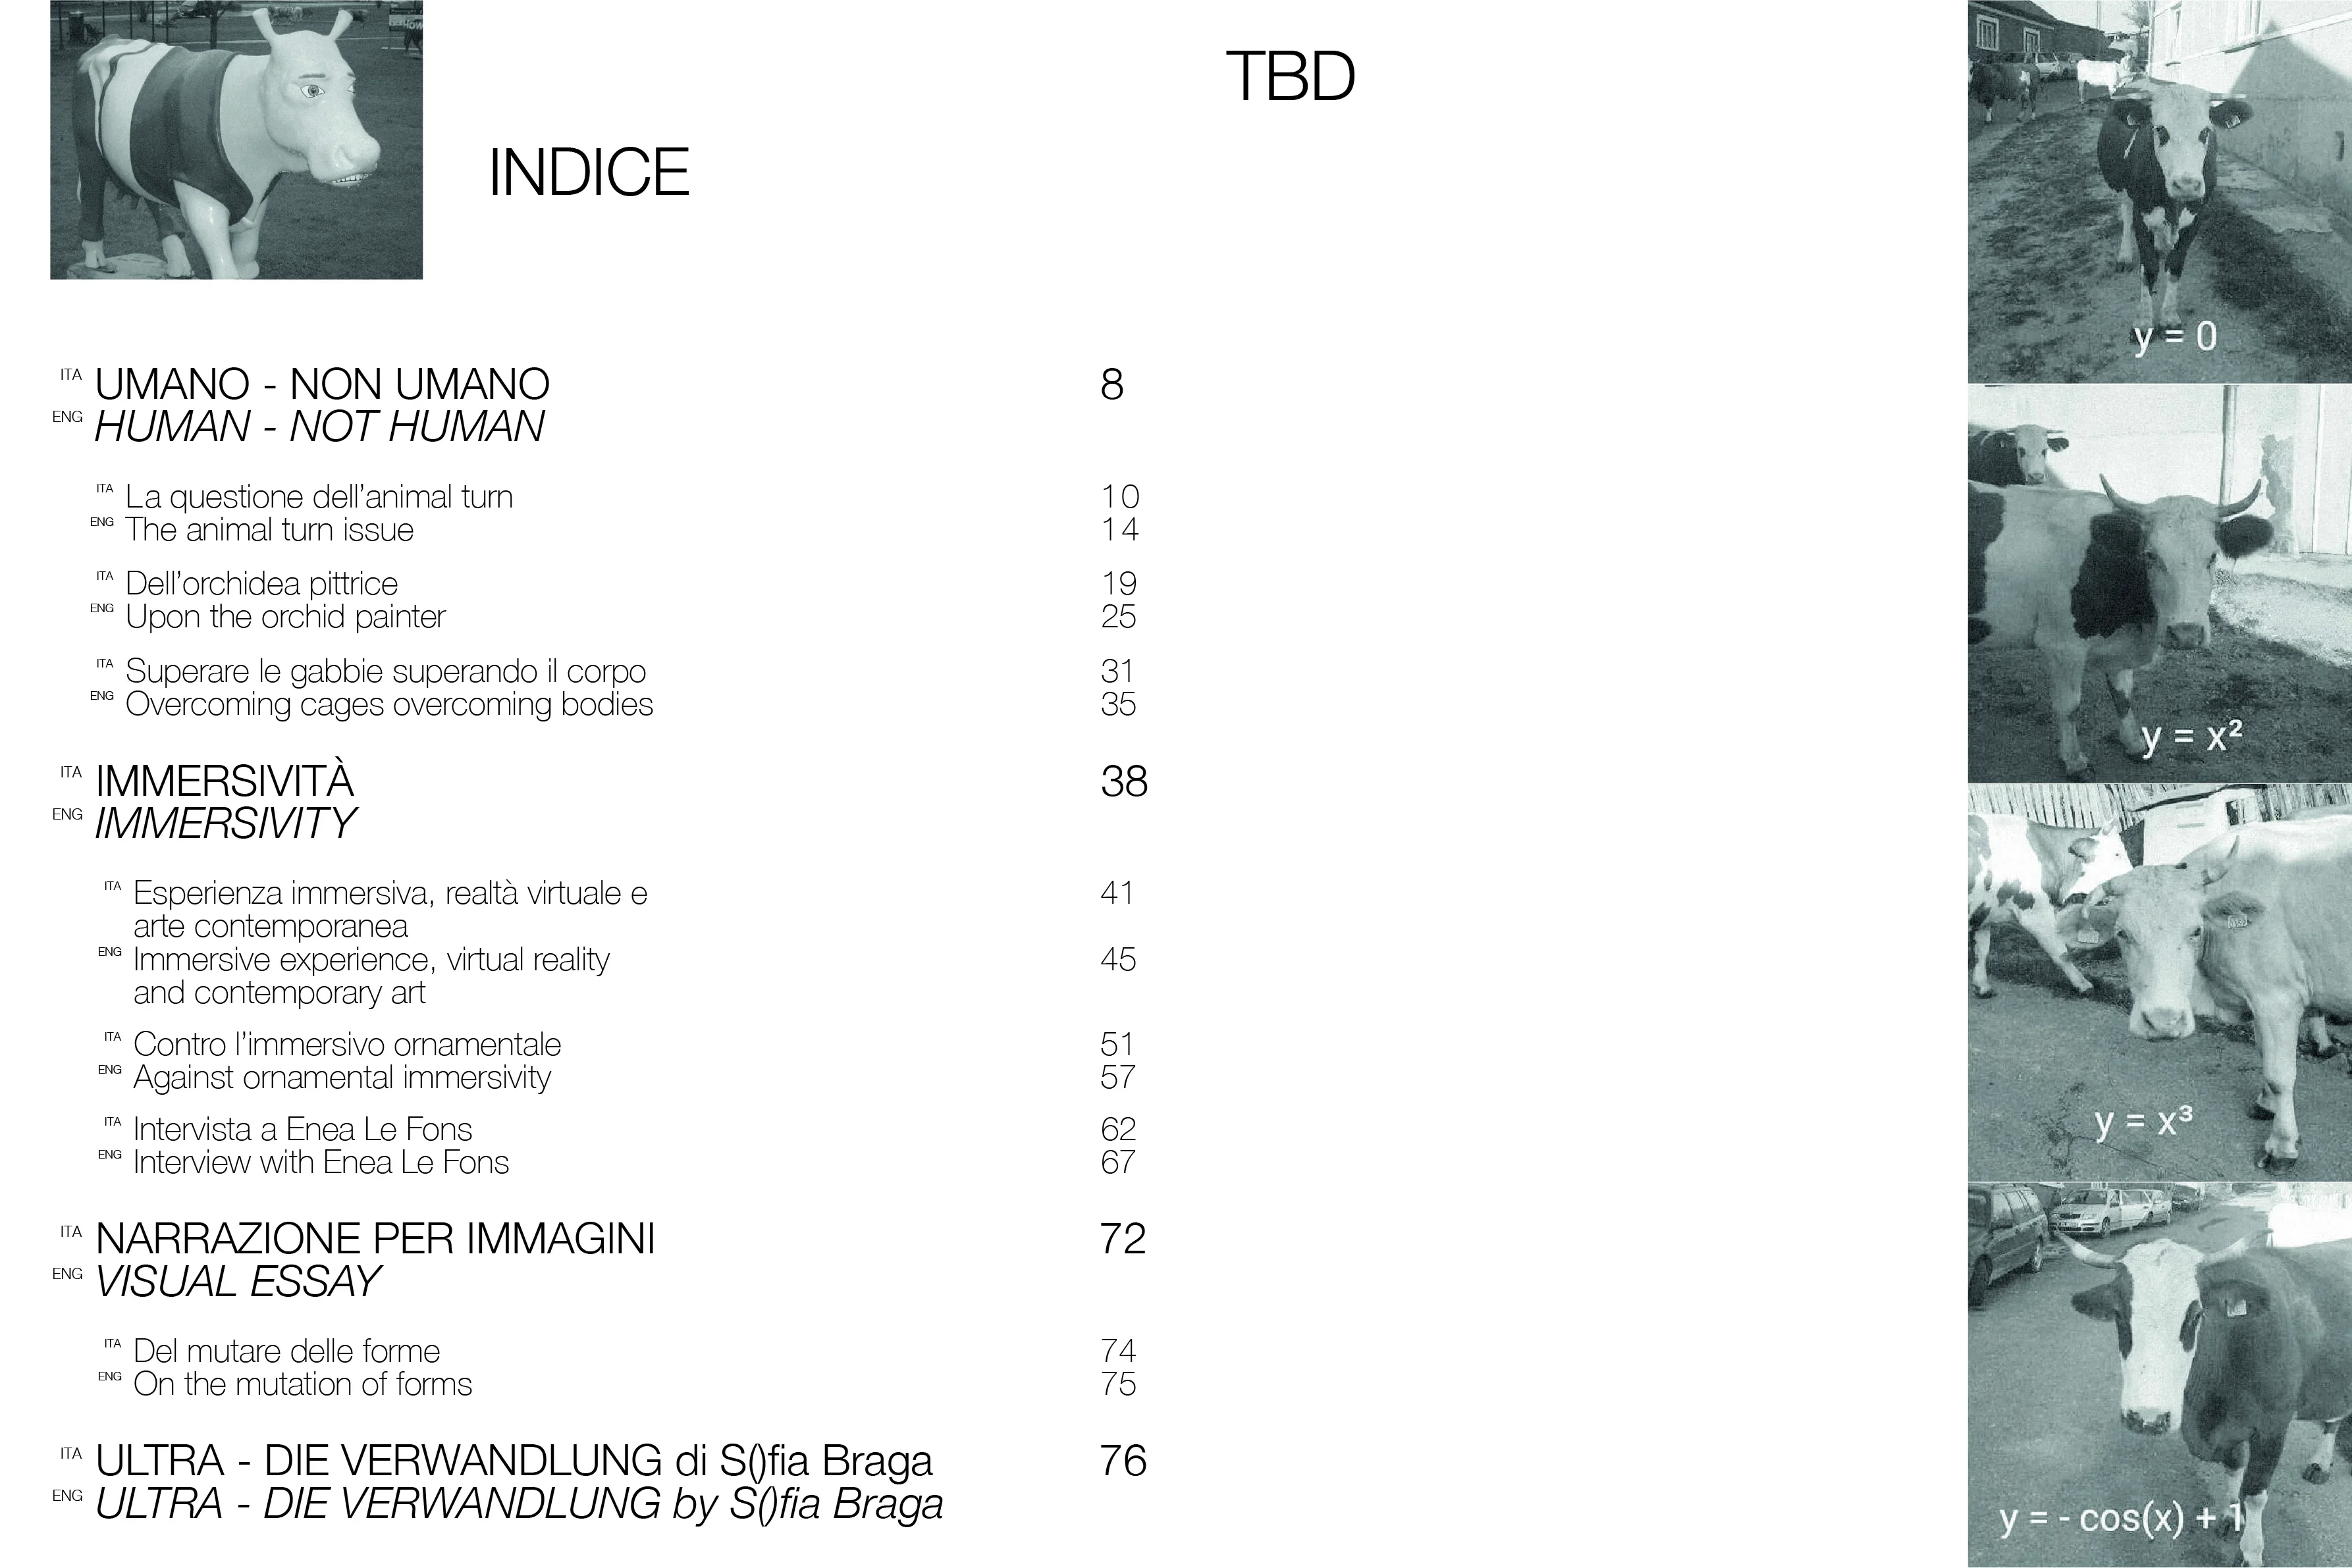 TBD
INDICE
ITA UMANO - NON UMANO 8
ENG HUMAN - NOT HUMAN
ITA La questione dell’animal turn 10
ENG The animal turn issue 14
ITA Dell’orchidea pittrice 19
ENG Upon the orchid painter 25
ITA Superare le gabbie superando il corpo 31
ENG Overcoming cages overcoming bodies 35
ITA IMMERSIVITÀ 38
ENG IMMERSIVITY
ITA Esperienza immersiva, realtà virtuale e 41
arte contemporanea
ENG Immersive experience, virtual reality 45
and contemporary art
ITA Contro l’immersivo ornamentale 51
ENG Against ornamental immersivity 57
ITA Intervista a Enea Le Fons 62
ENG Interview with Enea Le Fons 67
ITA NARRAZIONE PER IMMAGINI 72
ENG VISUAL ESSAY
ITA Del mutare delle forme 74
ENG On the mutation of forms 75
ITA ULTRA - DIE VERWANDLUNG di S()fia Braga 76
ENG ULTRA - DIE VERWANDLUNG by S()fia Braga
y = 0
y = x²
y = x³
y = - cos(x) + 1